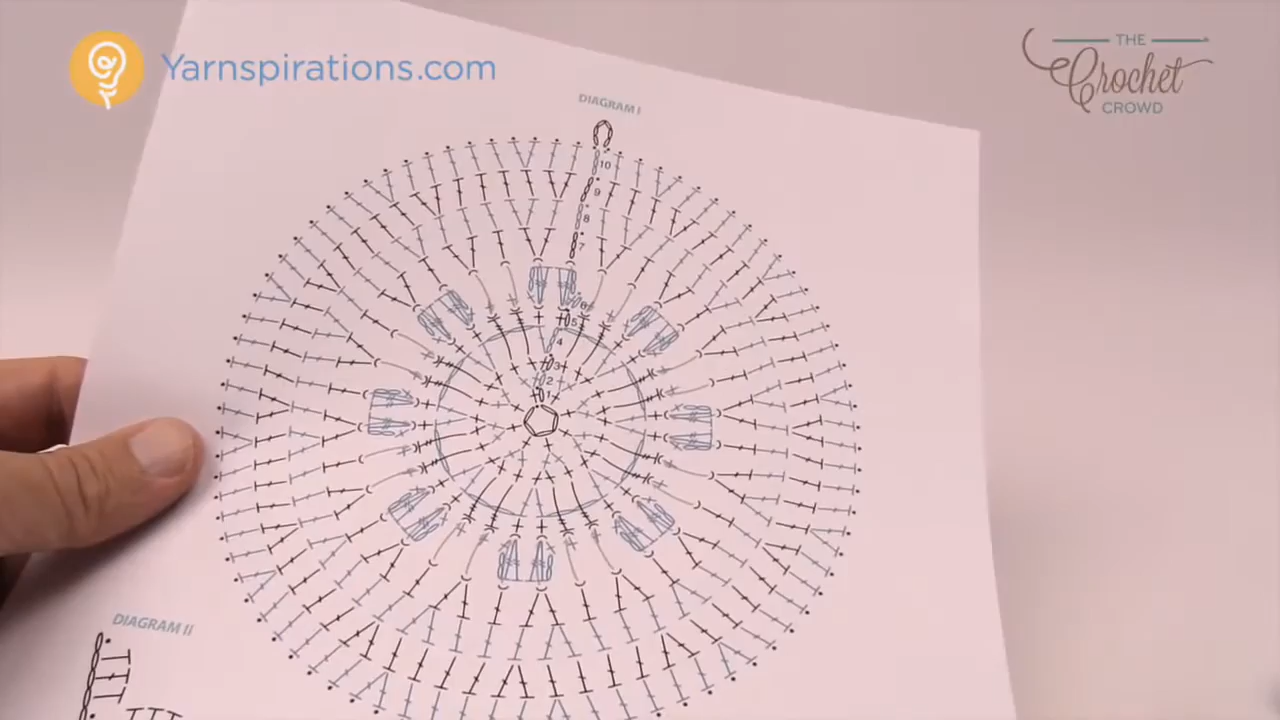 Yarnspirations.com
THE
Crochet
CROWD
DIAGRAM I
10
9
8
7
6
5
4
3
2
1
DIAGRAM II